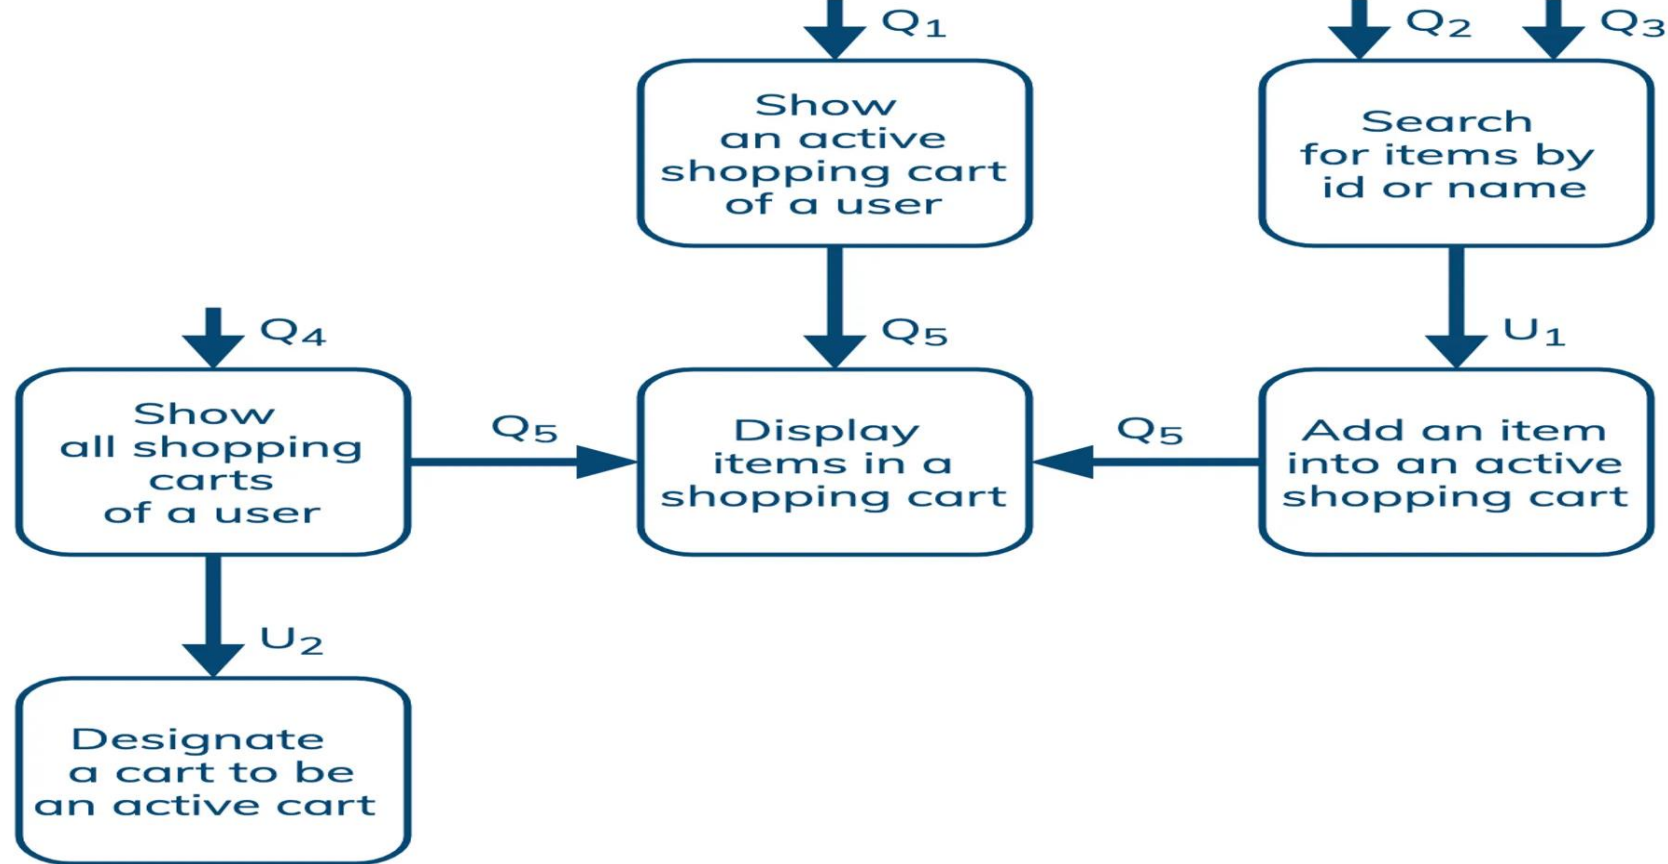 Q1
Q2
Q3
Show
an active
shopping cart
of a user
Search
for items by
id or name
Q4
Q5
U1
Show
all shopping
carts
of a user
Q5
Display
items in a
shopping cart
Q5
Add an item
into an active
shopping cart
U2
Designate
a cart to be
an active cart